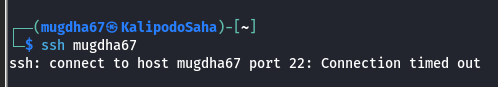 ┌──(mugdha67㉿KalipodoSaha)-[~]
└─$ ssh mugdha67
ssh: connect to host mugdha67 port 22: Connection timed out